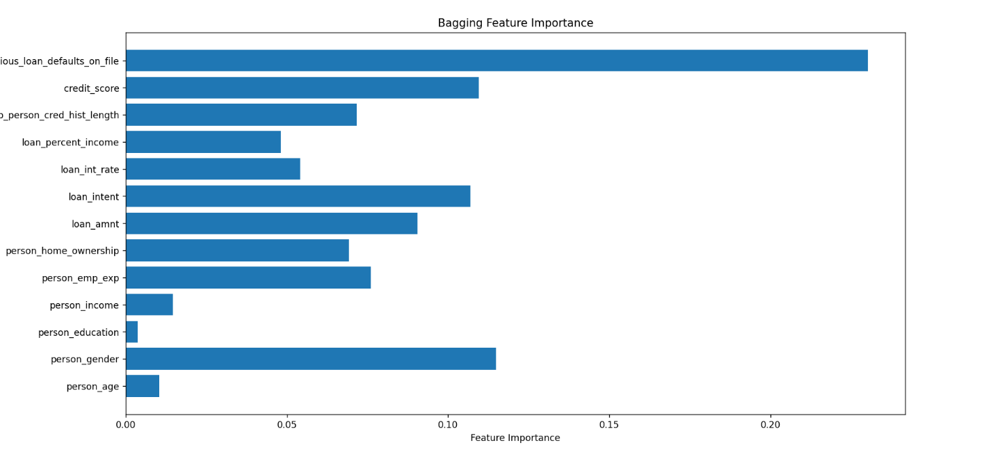 Bagging Feature Importance
ious_loan_defaults_on_file
credit_score
_person_cred_hist_length
loan_percent_income
loan_int_rate
loan_intent
loan_amnt
person_home_ownership
person_emp_exp
person_income
person_education
person_gender
person_age
0.00 0.05 0.10 0.15 0.20
Feature Importance